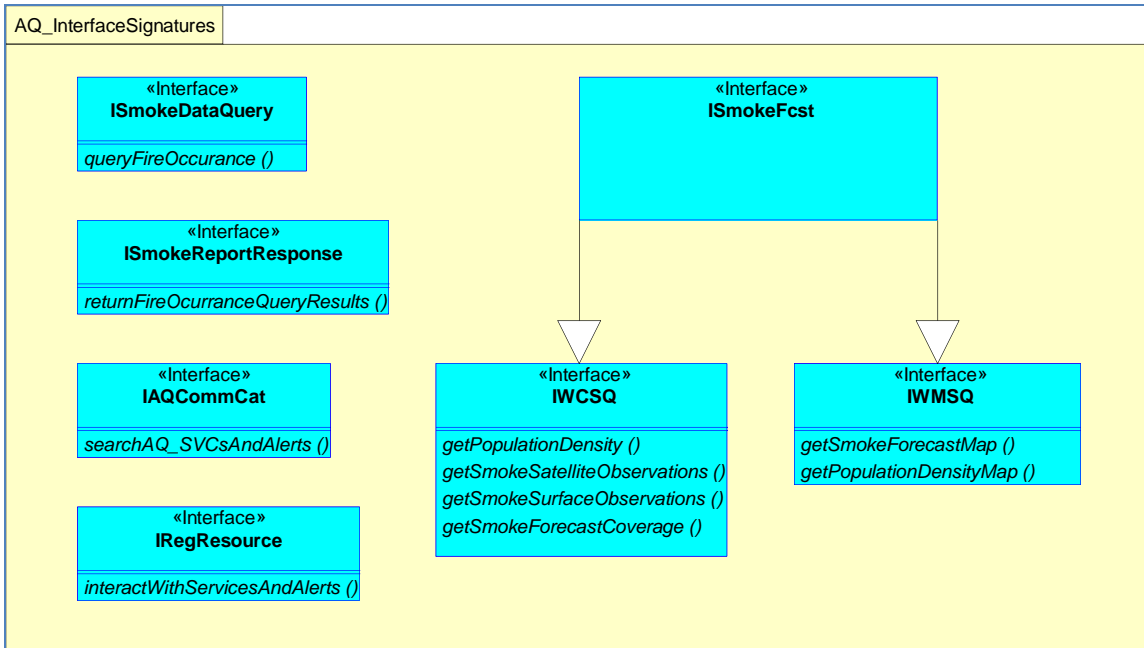 AQ_InterfaceSignatures
«Interface»
ISmokeDataQuery
queryFireOccurance ()
«Interface»
ISmokeFcst
«Interface»
ISmokeReportResponse
returnFireOcurranceQueryResults ()
«Interface»
IAQCommCat
searchAQ_SVCsAndAlerts ()
«Interface»
IWCSQ
getPopulationDensity ()
getSmokeSatelliteObservations ()
getSmokeSurfaceObservations ()
getSmokeForecastCoverage ()
«Interface»
IWMSQ
getSmokeForecastMap ()
getPopulationDensityMap ()
«Interface»
IRegResource
interactWithServicesAndAlerts ()